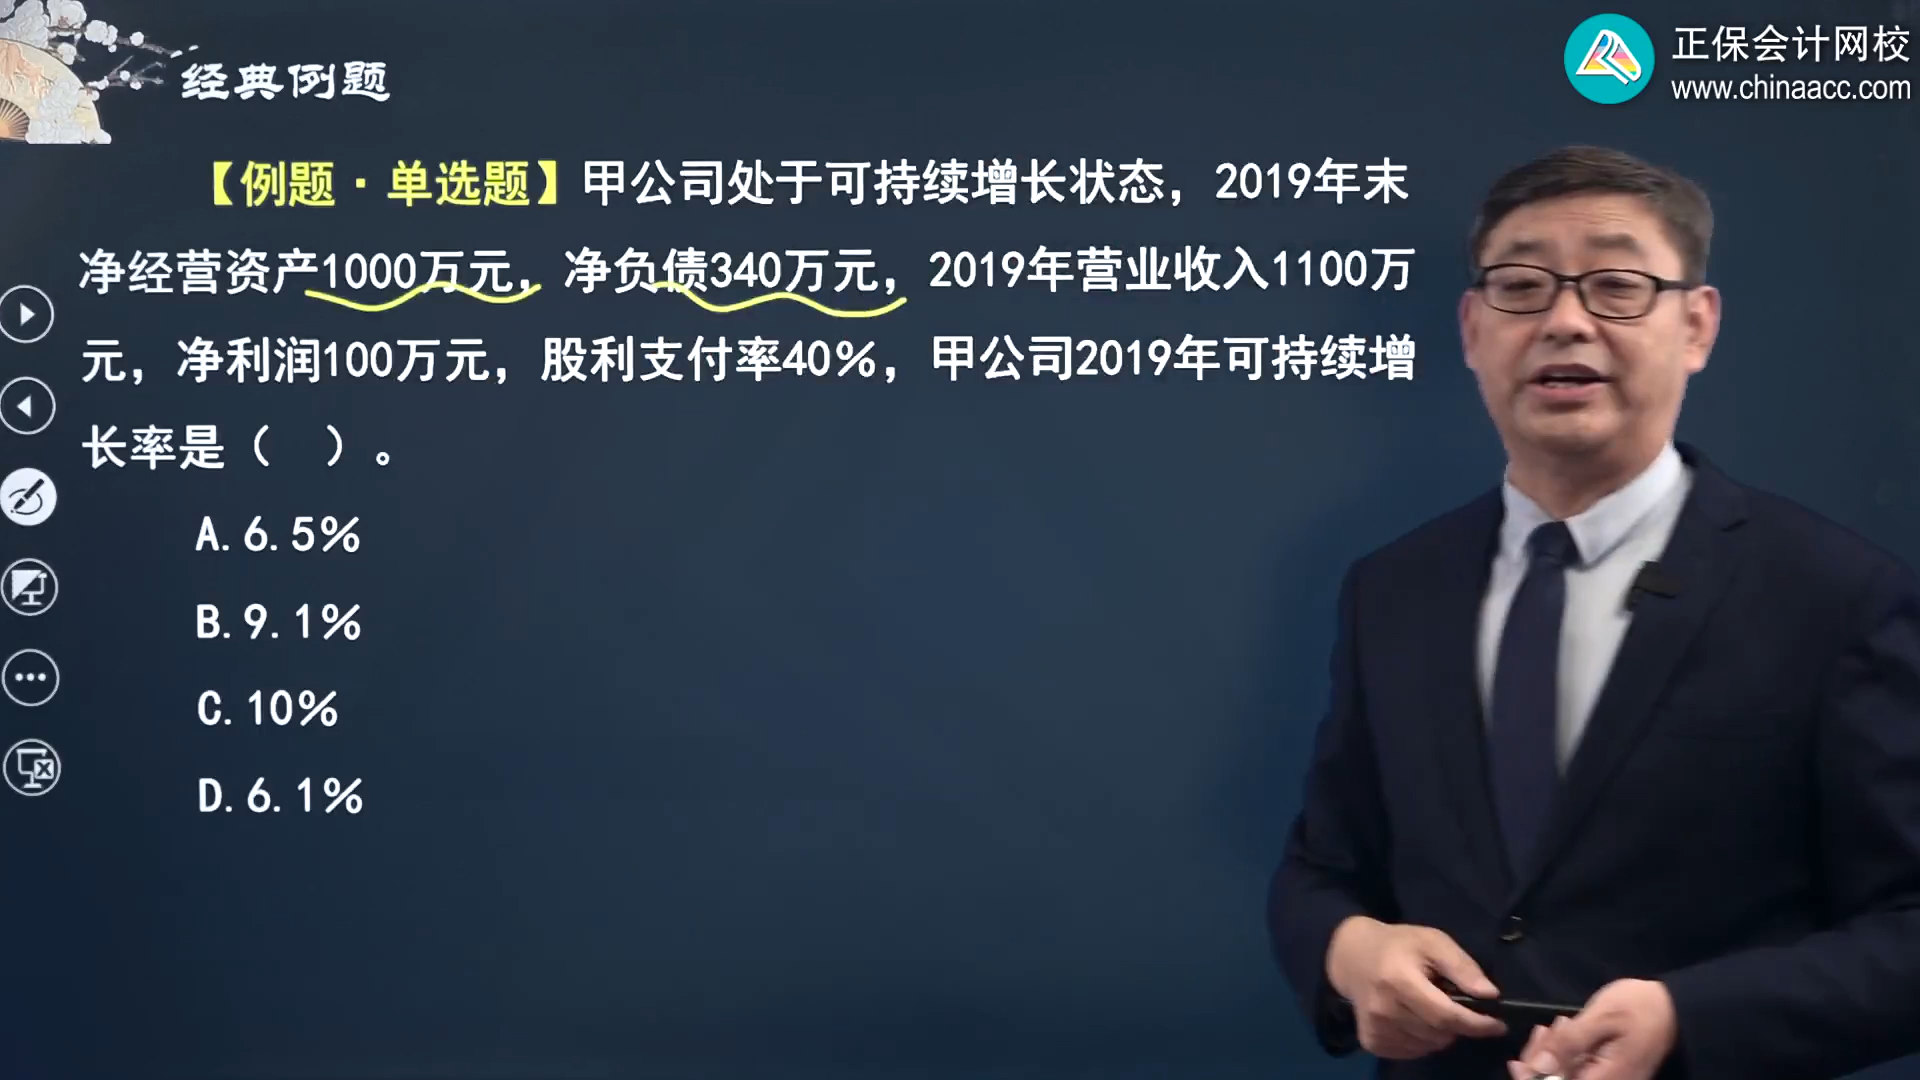 正保会计网校
www.chinaacc.com
经典例题
【例题·单选题】甲公司处于可持续增长状态，2019年末
净经营资产1000万元，净负债340万元，2019年营业收入1100万
元，净利润100万元，股利支付率40%，甲公司2019年可持续增
长率是（　）。
A.6.5%
B.9.1%
C.10%
D.6.1%